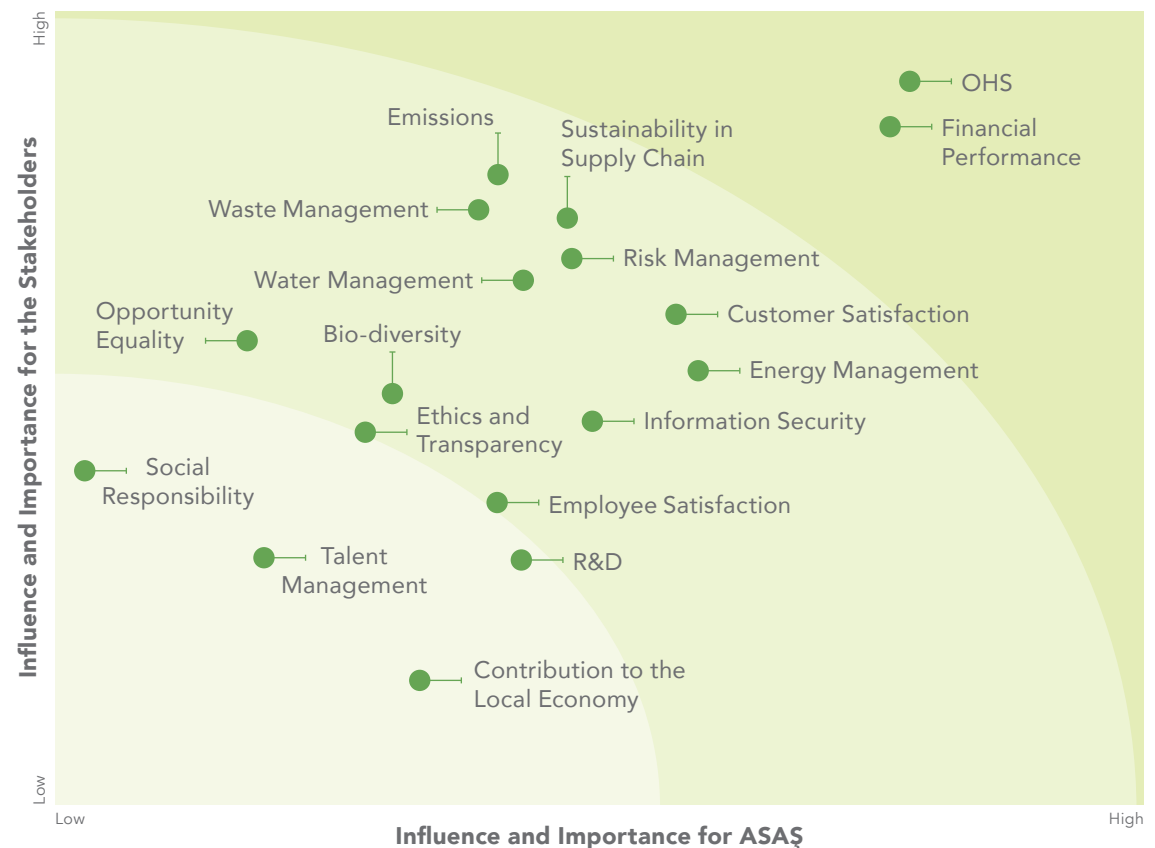 High
OHS
Financial
Performance
Emissions
Sustainability in
Supply Chain
Waste Management
Risk Management
Water Management
Opportunity
Equality
Bio-diversity
Customer Satisfaction
Energy Management
Ethics and
Transparency
Information Security
Social
Responsibility
Employee Satisfaction
Talent
Management
R&D
Contribution to the
Local Economy
Influence and Importance for the Stakeholders
Low
Low
High
Influence and Importance for ASAŞ